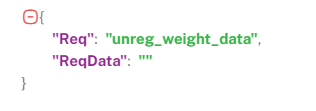 {
"Req": "unreg_weight_data",
"ReqData": ""
}